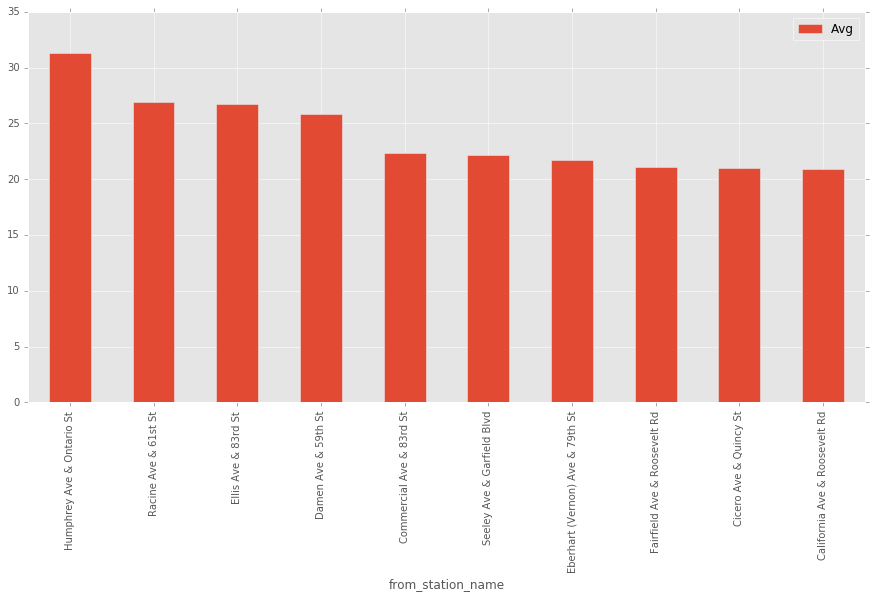 35
30
25
20
15
10
5
0
Avg
Humphrey Ave & Ontario St
Racine Ave & 61st St
Ellis Ave & 83rd St
Damen Ave & 59th St
Commercial Ave & 83rd St
Seeley Ave & Garfield Blvd
Eberhart (Vernon) Ave & 79th St
Fairfield Ave & Roosevelt Rd
Cicero Ave & Quincy St
California Ave & Roosevelt Rd
from_station_name